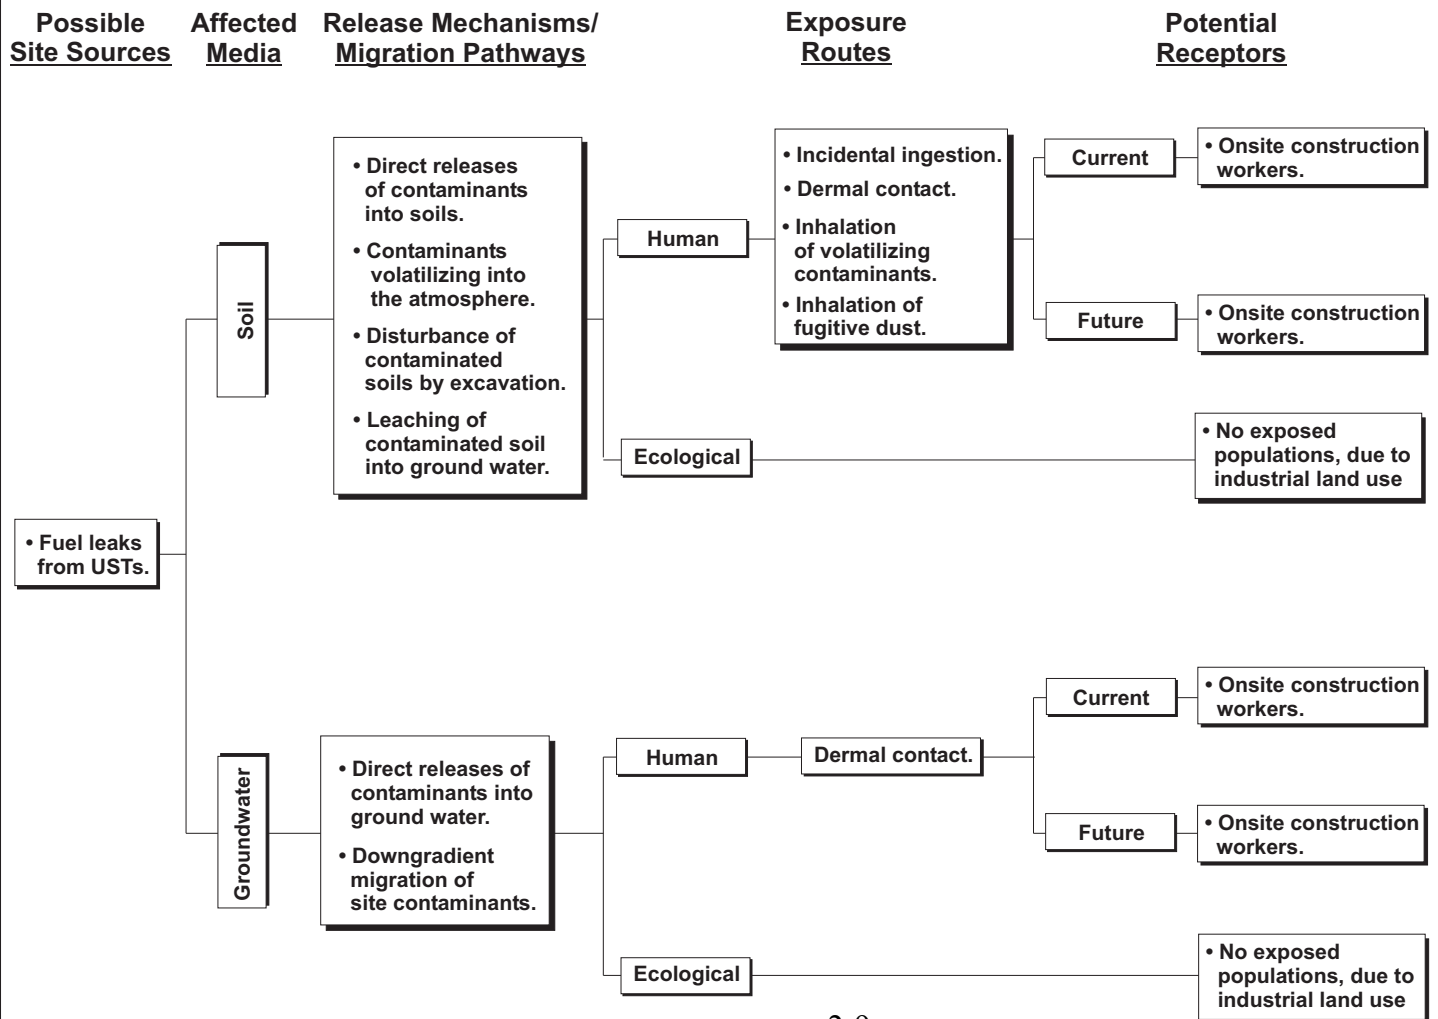 Possible
Site Sources
Affected
Media
Release Mechanisms/
Migration Pathways
Exposure
Routes
Potential
Receptors
• Fuel leaks
from USTs.
Soil
• Direct releases
of contaminants
into soils.
• Contaminants
volatilizing into
the atmosphere.
• Disturbance of
contaminated
soils by excavation.
• Leaching of
contaminated soil
into ground water.
Human
• Incidental ingestion.
• Dermal contact.
• Inhalation
of volatilizing
contaminants.
• Inhalation of
fugitive dust.
Current
• Onsite construction
workers.
Future
• Onsite construction
workers.
Ecological
• No exposed
populations, due to
industrial land use
Groundwater
• Direct releases of
contaminants into
ground water.
• Downgradient
migration of
site contaminants.
Human
Dermal contact.
Current
• Onsite construction
workers.
Future
• Onsite construction
workers.
Ecological
• No exposed
populations, due to
industrial land use